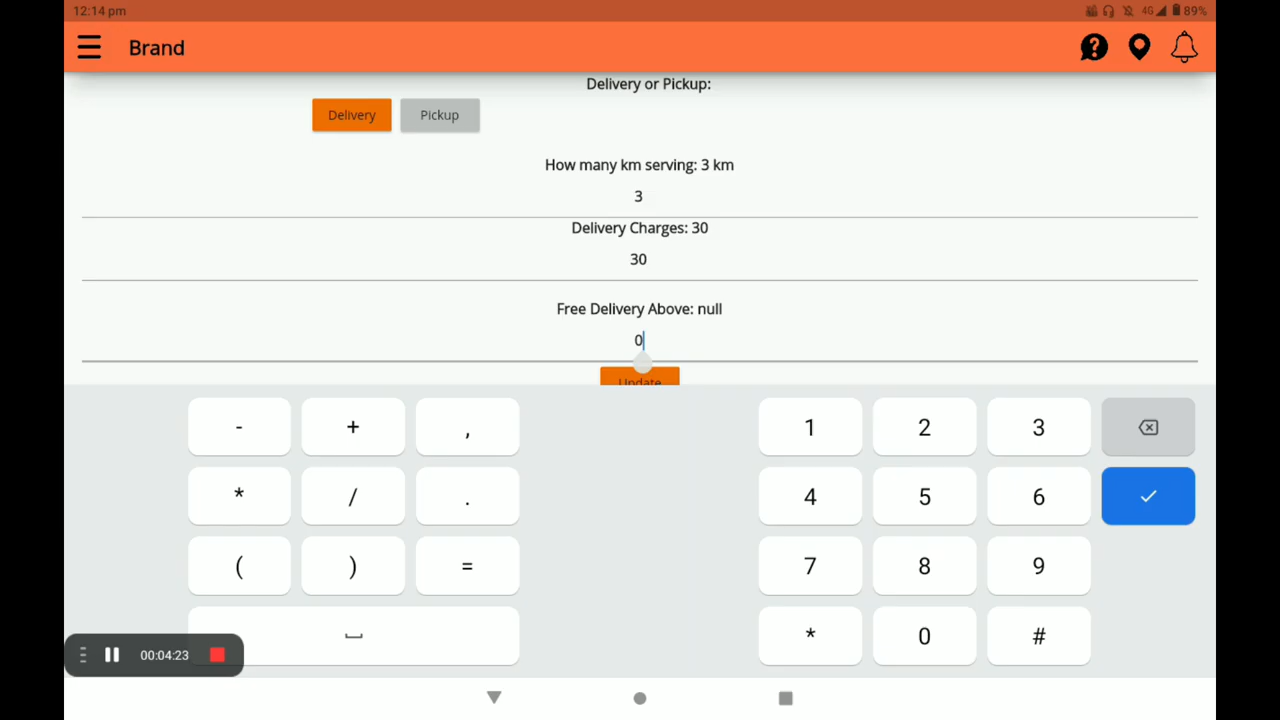 12:14 pm
4G 89%
Brand
Delivery or Pickup:
Delivery Pickup
How many km serving: 3 km
3
Delivery Charges: 30
30
Free Delivery Above: null
0
Update
- + , 1 2 3
* / . 4 5 6
( ) = 7 8 9
* 0 #
00:04:23